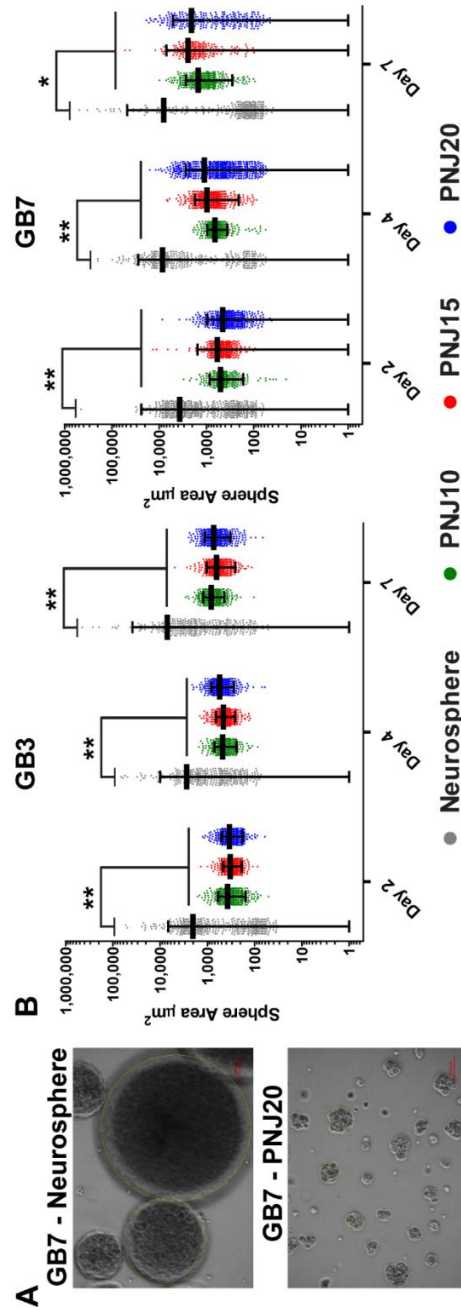 A
GB7 - Neurosphere
GB7 - PNJ20
B
GB3
Sphere Area µm²
1,000,000
100,000
10,000
1,000
100
10
1
**
**
**
Day 2
Day 4
Day 7
GB7
Sphere Area µm²
1,000,000
100,000
10,000
1,000
100
10
1
**
**
*
Day 2
Day 4
Day 7
Neurosphere
PNJ10
PNJ15
PNJ20